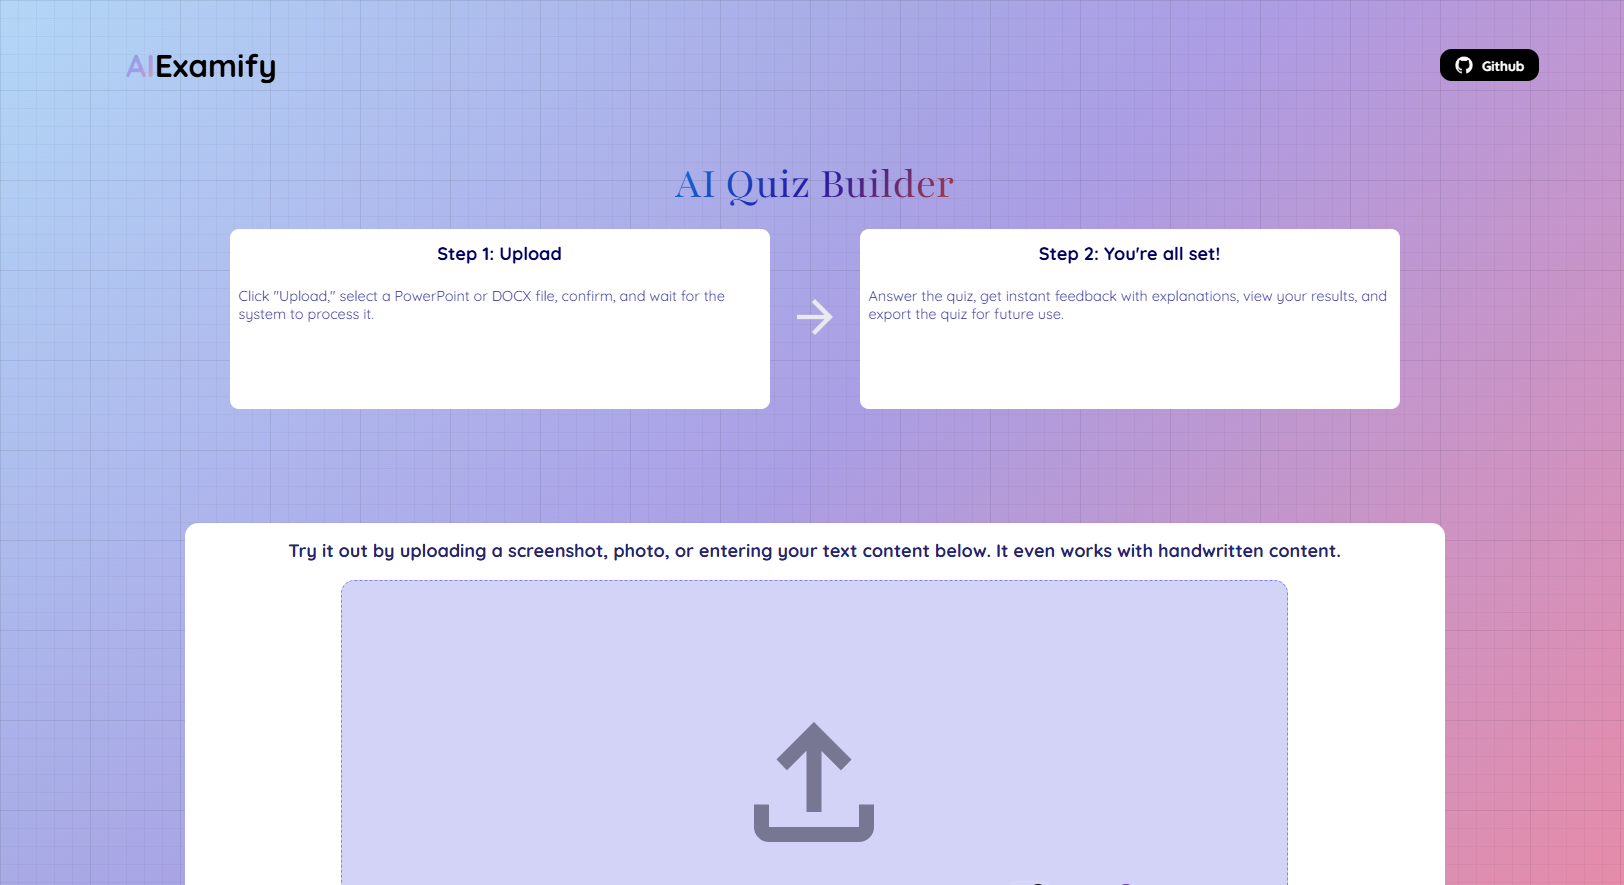 AIExamify
Github
AI Quiz Builder
Step 1: Upload
Click "Upload," select a PowerPoint or DOCX file, confirm, and wait for the
system to process it.
Step 2: You're all set!
Answer the quiz, get instant feedback with explanations, view your results, and
export the quiz for future use.
Try it out by uploading a screenshot, photo, or entering your text content below. It even works with handwritten content.